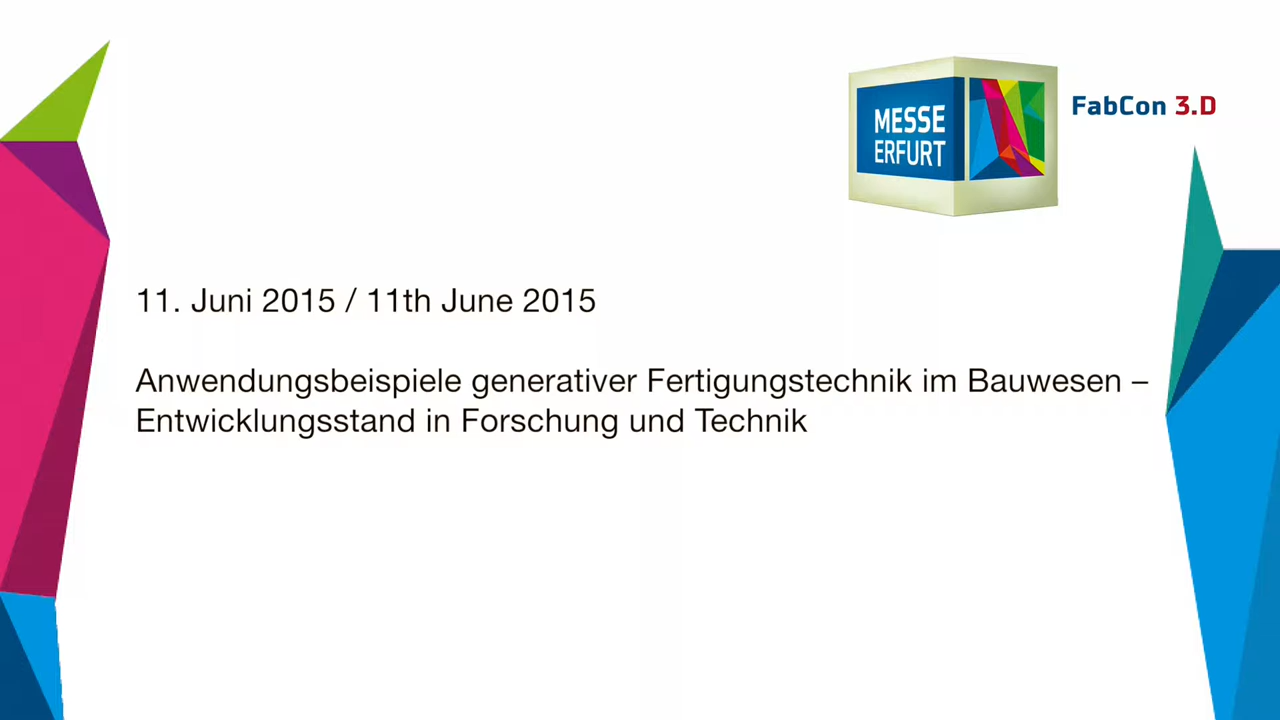 MESSE
ERFURT
FabCon 3.D
11. Juni 2015 / 11th June 2015
Anwendungsbeispiele generativer Fertigungstechnik im Bauwesen –
Entwicklungsstand in Forschung und Technik